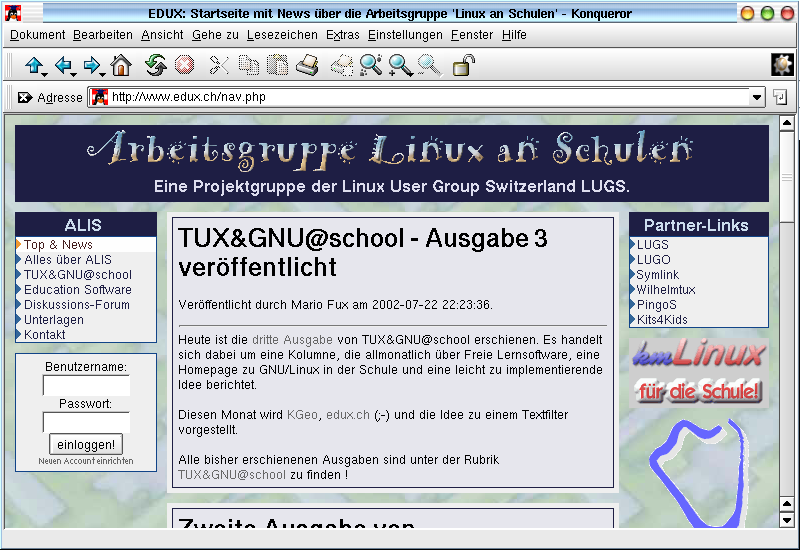 EDUX: Startseite mit News über die Arbeitsgruppe 'Linux an Schulen' - Konqueror
Dokument Bearbeiten Ansicht Gehe zu Lesezeichen Extras Einstellungen Fenster Hilfe
Adresse http://www.edux.ch/nav.php
Arbeitsgruppe Linux an Schulen
Eine Projektgruppe der Linux User Group Switzerland LUGS.
ALIS
Top & News
Alles über ALIS
TUX&GNU@school
Education Software
Diskussions-Forum
Unterlagen
Kontakt
Benutzername:
Passwort:
einloggen!
Neuen Account einrichten
TUX&GNU@school - Ausgabe 3
veröffentlicht
Veröffentlicht durch Mario Fux am 2002-07-22 22:23:36.
Heute ist die dritte Ausgabe von TUX&GNU@school erschienen. Es handelt
sich dabei um eine Kolumne, die allmonatlich über Freie Lernsoftware, eine
Homepage zu GNU/Linux in der Schule und eine leicht zu implementierende
Idee berichtet.
Diesen Monat wird KGeo, edux.ch (;-) und die Idee zu einem Textfilter
vorgestellt.
Alle bisher erschienenen Ausgaben sind unter der Rubrik
TUX&GNU@school zu finden !
Zweite Ausgabe von
Partner-Links
LUGS
LUGO
Symlink
Wilhelmtux
PingoS
Kits4Kids
kmLinux
für die Schule!